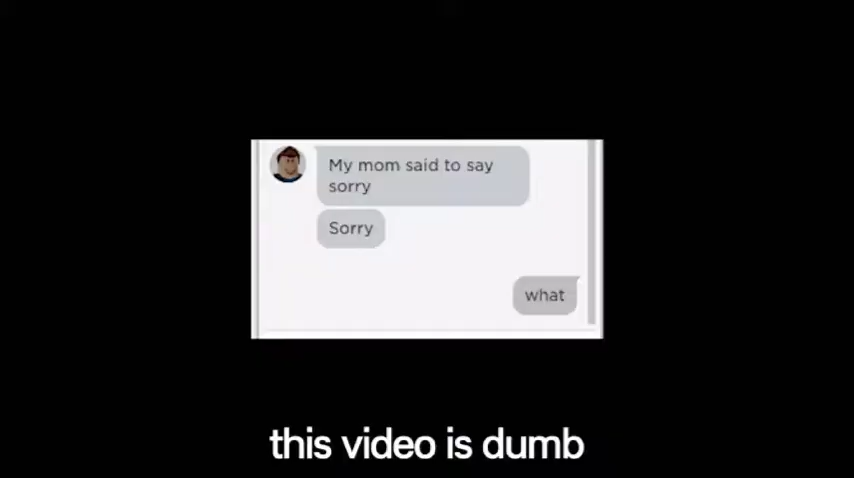 My mom said to say
sorry
Sorry
what
this video is dumb